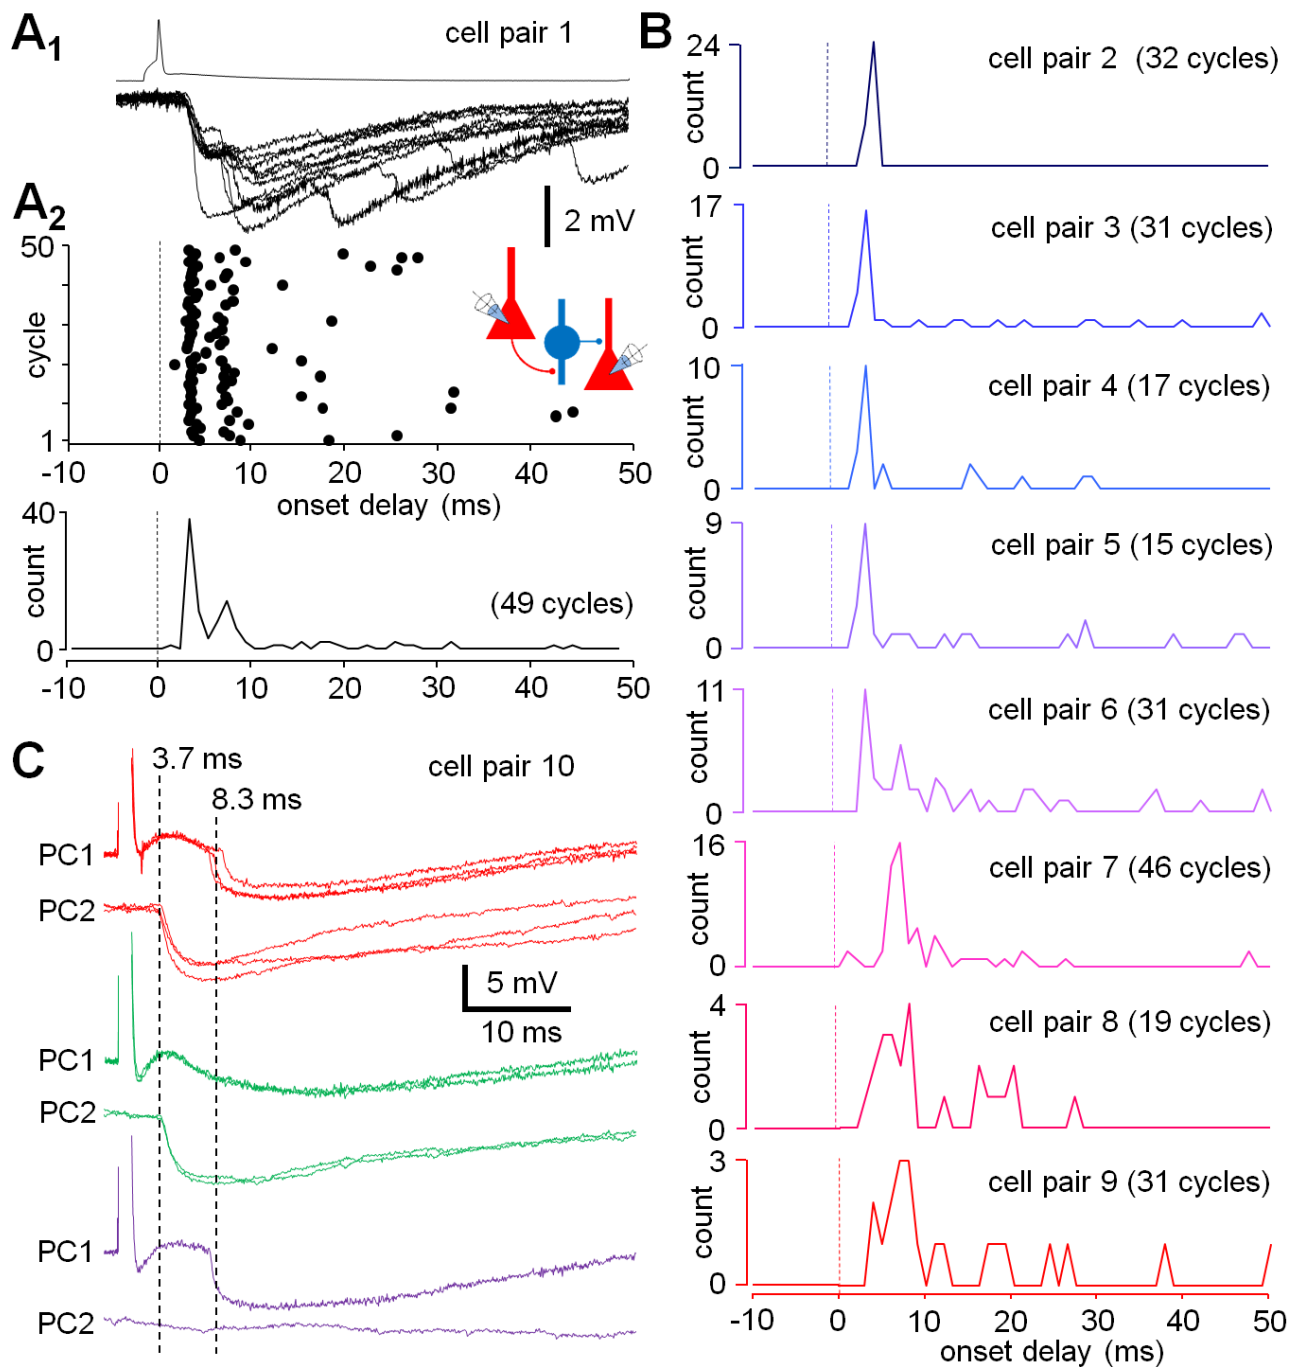 A1
cell pair 1
2 mV
A2
50
cycle
1
-10 0 10 20 30 40 50
onset delay (ms)
40
count
0
(49 cycles)
-10 0 10 20 30 40 50
B
24
count
0
cell pair 2 (32 cycles)
17
count
0
cell pair 3 (31 cycles)
10
count
0
cell pair 4 (17 cycles)
9
count
0
cell pair 5 (15 cycles)
11
count
0
cell pair 6 (31 cycles)
16
count
0
cell pair 7 (46 cycles)
4
count
0
cell pair 8 (19 cycles)
3
count
0
cell pair 9 (31 cycles)
-10 0 10 20 30 40 50
onset delay (ms)
C
3.7 ms
cell pair 10
8.3 ms
PC1
PC2
5 mV
10 ms
PC1
PC2
PC1
PC2